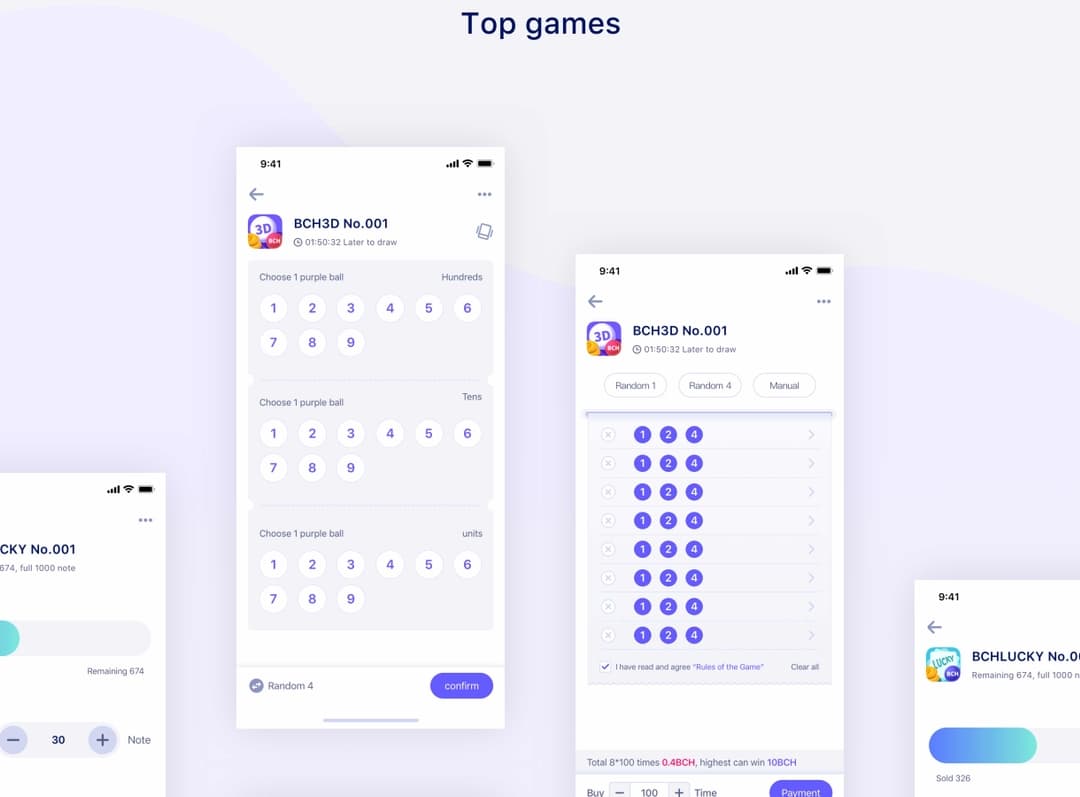 Top games
9:41
BCH3D No.001
01:50:32 Later to draw
3D
BCH
Choose 1 purple ball Hundreds
1 2 3 4 5 6
7 8 9
Choose 1 purple ball Tens
1 2 3 4 5 6
7 8 9
Choose 1 purple ball units
1 2 3 4 5 6
7 8 9
Random 4 confirm
9:41
BCH3D No.001
01:50:32 Later to draw
3D
BCH
Random 1 Random 4 Manual
1 2 4
1 2 4
1 2 4
1 2 4
1 2 4
1 2 4
1 2 4
1 2 4
I have read and agree “Rules of the Game” Clear all
Total 8*100 times 0.4BCH, highest can win 10BCH
Buy 100 Time Payment
CKY No.001
674, full 1000 note
Remaining 674
30 Note
9:41
BCHLUCKY No.00
Remaining 674, full 1000 n
LUCKY
BCH
Sold 326